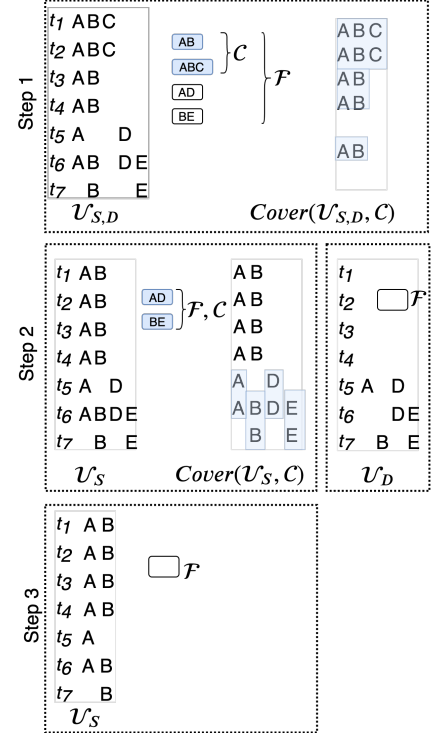 Step 1
t1 ABC
t2 ABC
t3 AB
t4 AB
t5 A D
t6 AB DE
t7 B E
𝒰S,D
AB
ABC
AD
BE
𝒞
ℱ
ABC
ABC
AB
AB
AB
Cover(𝒰S,D, 𝒞)
Step 2
t1 AB
t2 AB
t3 AB
t4 AB
t5 A D
t6 ABDE
t7 B E
𝒰S
AD
BE
ℱ, 𝒞
AB
AB
AB
AB
A D
ABDE
B E
Cover(𝒰S, 𝒞)
t1
t2
t3
t4
t5 A D
t6 DE
t7 B E
ℱ
𝒰D
Step 3
t1 AB
t2 AB
t3 AB
t4 AB
t5 A
t6 AB
t7 B
𝒰S
ℱ